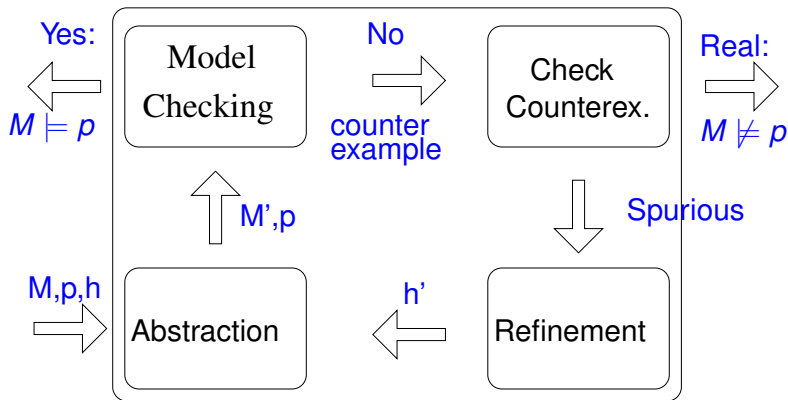 Yes:
M ⊨ p
Model
Checking
No
counter
example
Check
Counterex.
Real:
M ⊭ p
M',p
Spurious
M,p,h
Abstraction
h'
Refinement